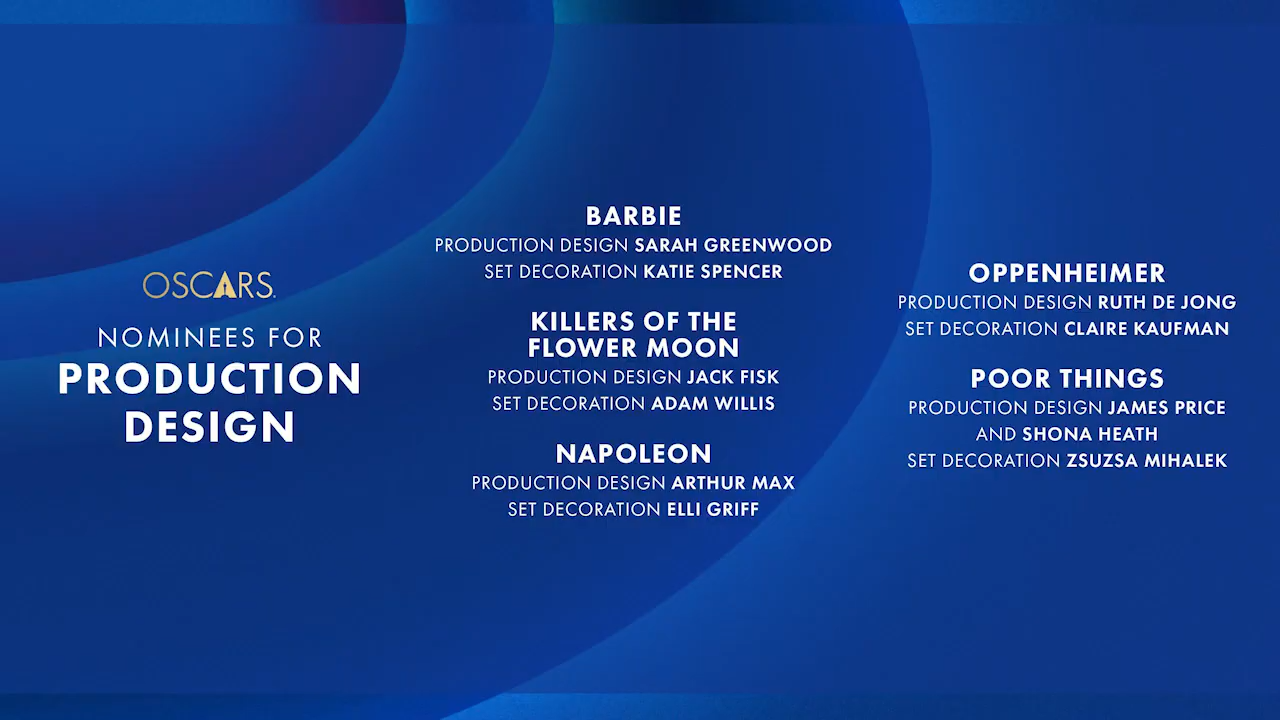 OSCARS.
NOMINEES FOR
PRODUCTION
DESIGN
BARBIE
PRODUCTION DESIGN SARAH GREENWOOD
SET DECORATION KATIE SPENCER
KILLERS OF THE
FLOWER MOON
PRODUCTION DESIGN JACK FISK
SET DECORATION ADAM WILLIS
NAPOLEON
PRODUCTION DESIGN ARTHUR MAX
SET DECORATION ELLI GRIFF
OPPENHEIMER
PRODUCTION DESIGN RUTH DE JONG
SET DECORATION CLAIRE KAUFMAN
POOR THINGS
PRODUCTION DESIGN JAMES PRICE
AND SHONA HEATH
SET DECORATION ZSUZSA MIHALEK